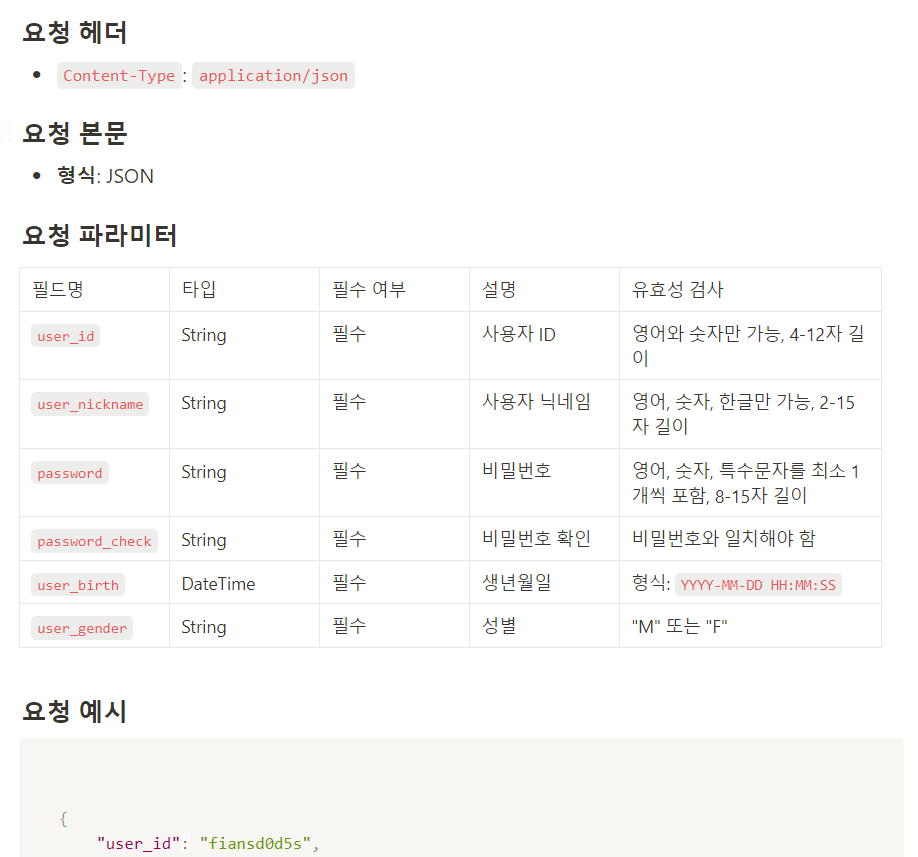 요청 헤더
• Content-Type : application/json
요청 본문
• 형식: JSON
요청 파라미터
필드명 타입 필수 여부 설명 유효성 검사
user_id String 필수 사용자 ID 영어와 숫자만 가능, 4-12자 길
이
user_nickname String 필수 사용자 닉네임 영어, 숫자, 한글만 가능, 2-15
자 길이
password String 필수 비밀번호 영어, 숫자, 특수문자를 최소 1
개씩 포함, 8-15자 길이
password_check String 필수 비밀번호 확인 비밀번호와 일치해야 함
user_birth DateTime 필수 생년월일 형식: YYYY-MM-DD HH:MM:SS
user_gender String 필수 성별 "M" 또는 "F"
요청 예시
{
"user_id": "fiansd0d5s",